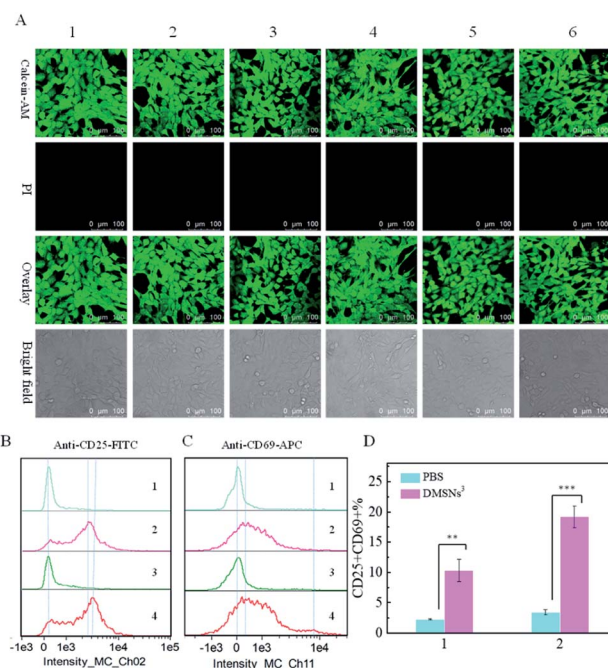 A
1 2 3 4 5 6
Calcein-AM
0 μm 100 0 μm 100 0 μm 100 0 μm 100 0 μm 100 0 μm 100
PI
0 μm 100 0 μm 100 0 μm 100 0 μm 100 0 μm 100 0 μm 100
Overlay
0 μm 100 0 μm 100 0 μm 100 0 μm 100 0 μm 100 0 μm 100
Bright field
0 μm 100 0 μm 100 0 μm 100 0 μm 100 0 μm 100 0 μm 100
B
Anti-CD25-FITC
1
2
3
4
-1e3 0 1e3 1e4 1e5
Intensity_MC_Ch02
C
Anti-CD69-APC
1
2
3
4
-1e3 0 1e3 1e4
Intensity_MC_Ch11
D
CD25+CD69+%
25
20
15
10
5
0
PBS
DMSNs³
**
***
1 2